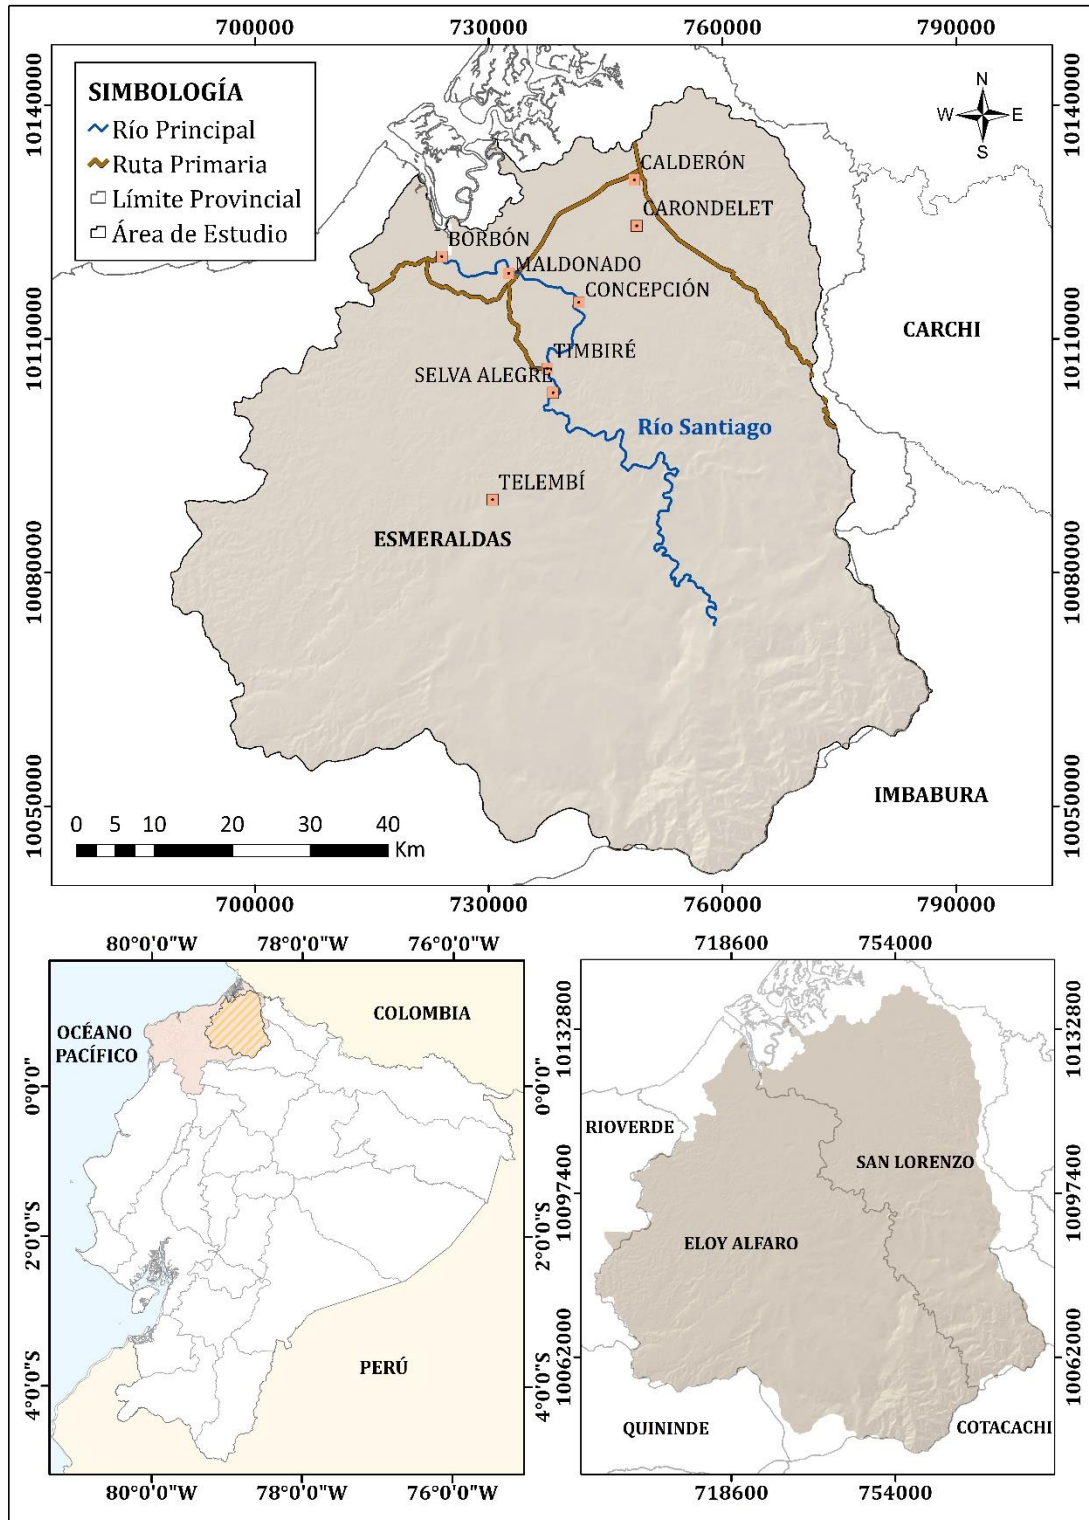 700000 730000 760000 790000
10140000
10110000
10080000
10050000
SIMBOLOGÍA
Río Principal
Ruta Primaria
Límite Provincial
Área de Estudio
N
W E
S
10140000
10110000
10080000
10050000
CALDERÓN
CARONDELET
BORBÓN
MALDONADO
CONCEPCIÓN
CARCHI
TIMBIRÉ
SELVA ALEGRE
Río Santiago
TELEMBÍ
ESMERALDAS
IMBABURA
0 5 10 20 30 40
Km
700000 730000 760000 790000
80°0'0"W 78°0'0"W 76°0'0"W
0°0'0"
2°0'0"S
4°0'0"S
OCÉANO
PACÍFICO
COLOMBIA
PERÚ
0°0'0"
2°0'0"S
4°0'0"S
80°0'0"W 78°0'0"W 76°0'0"W
718600 754000
10132800
10097400
10062000
RIOVERDE
SAN LORENZO
ELOY ALFARO
QUININDE
COTACACHI
10132800
10097400
10062000
718600 754000